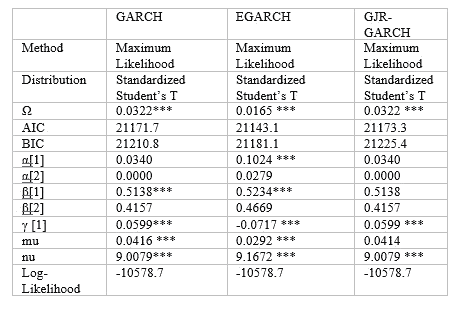 GARCH EGARCH GJR-
GARCH
Method Maximum Maximum Maximum
Likelihood Likelihood Likelihood
Distribution Standardized Standardized Standardized
Student's T Student's T Student's T
Ω 0.0322*** 0.0165 *** 0.0322 ***
AIC 21171.7 21143.1 21173.3
BIC 21210.8 21181.1 21225.4
α[1] 0.0340 0.1024 *** 0.0340
α[2] 0.0000 0.0279 0.0000
β[1] 0.5138*** 0.5234*** 0.5138
β[2] 0.4157 0.4669 0.4157
γ [1] 0.0599*** -0.0717 *** 0.0599 ***
mu 0.0416 *** 0.0292 *** 0.0414
nu 9.0079*** 9.1672 *** 9.0079 ***
Log- -10578.7 -10578.7 -10578.7
Likelihood